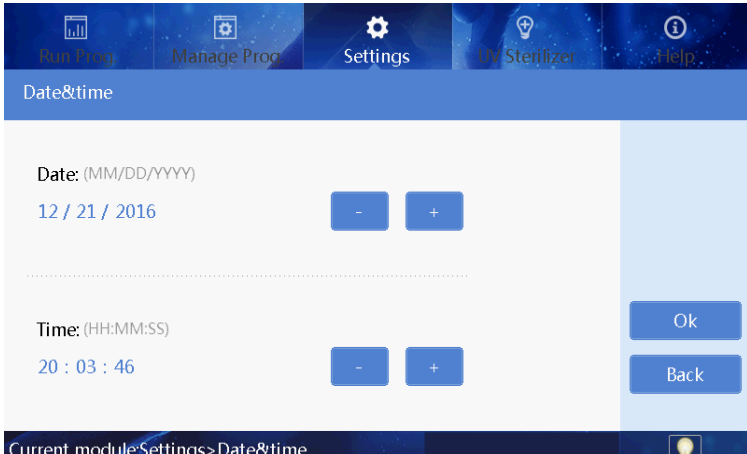 Run Prog. Manage Prog. Settings UV Sterilizer Help
Date&time
Date: (MM/DD/YYYY)
12 / 21 / 2016
- +
Time: (HH:MM:SS)
20 : 03 : 46
- +
Ok
Back
Current module:Settings>Date&time